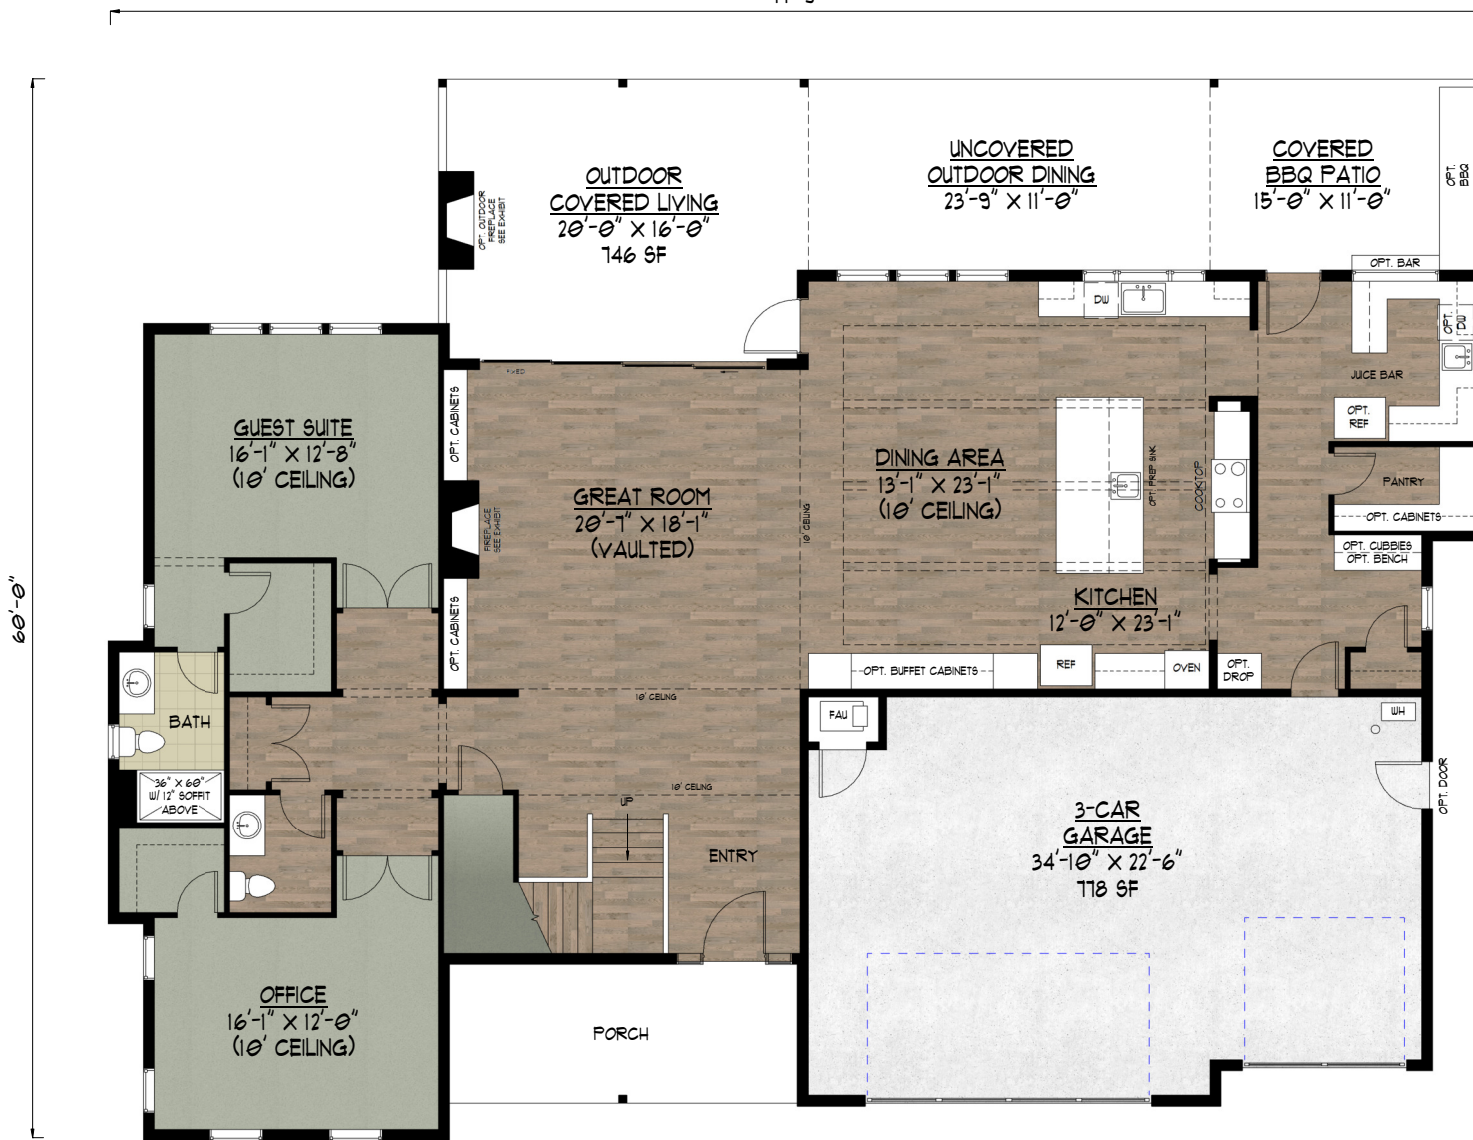 60'-0"
OUTDOOR
COVERED LIVING
20'-0" X 16'-0"
746 SF
OPT. OUTDOOR
FIREPLACE
SEE EXHIBIT
UNCOVERED
OUTDOOR DINING
23'-9" X 11'-0"
COVERED
BBQ PATIO
15'-0" X 11'-0"
OPT.
BBQ
OPT. BAR
DW
OPT.
DW
JUICE BAR
OPT.
REF
GUEST SUITE
16'-1" X 12'-8"
(10' CEILING)
OPT. CABINETS
FIXED
GREAT ROOM
20'-7" X 18'-1"
(VAULTED)
FIREPLACE
SEE EXHIBIT
OPT. CABINETS
10' CEILING
DINING AREA
13'-1" X 23'-1"
(10' CEILING)
OPT. PREP SINK
COOKTOP
PANTRY
OPT. CABINETS
OPT. CUBBIES
OPT. BENCH
KITCHEN
12'-0" X 23'-1"
OPT. BUFFET CABINETS
REF
OVEN
OPT.
DROP
10' CEILING
BATH
36" X 60"
W/ 12" SOFFIT
ABOVE
FAU
WH
OPT. DOOR
10' CEILING
UP
ENTRY
3-CAR
GARAGE
34'-10" X 22'-6"
778 SF
OFFICE
16'-1" X 12'-0"
(10' CEILING)
PORCH